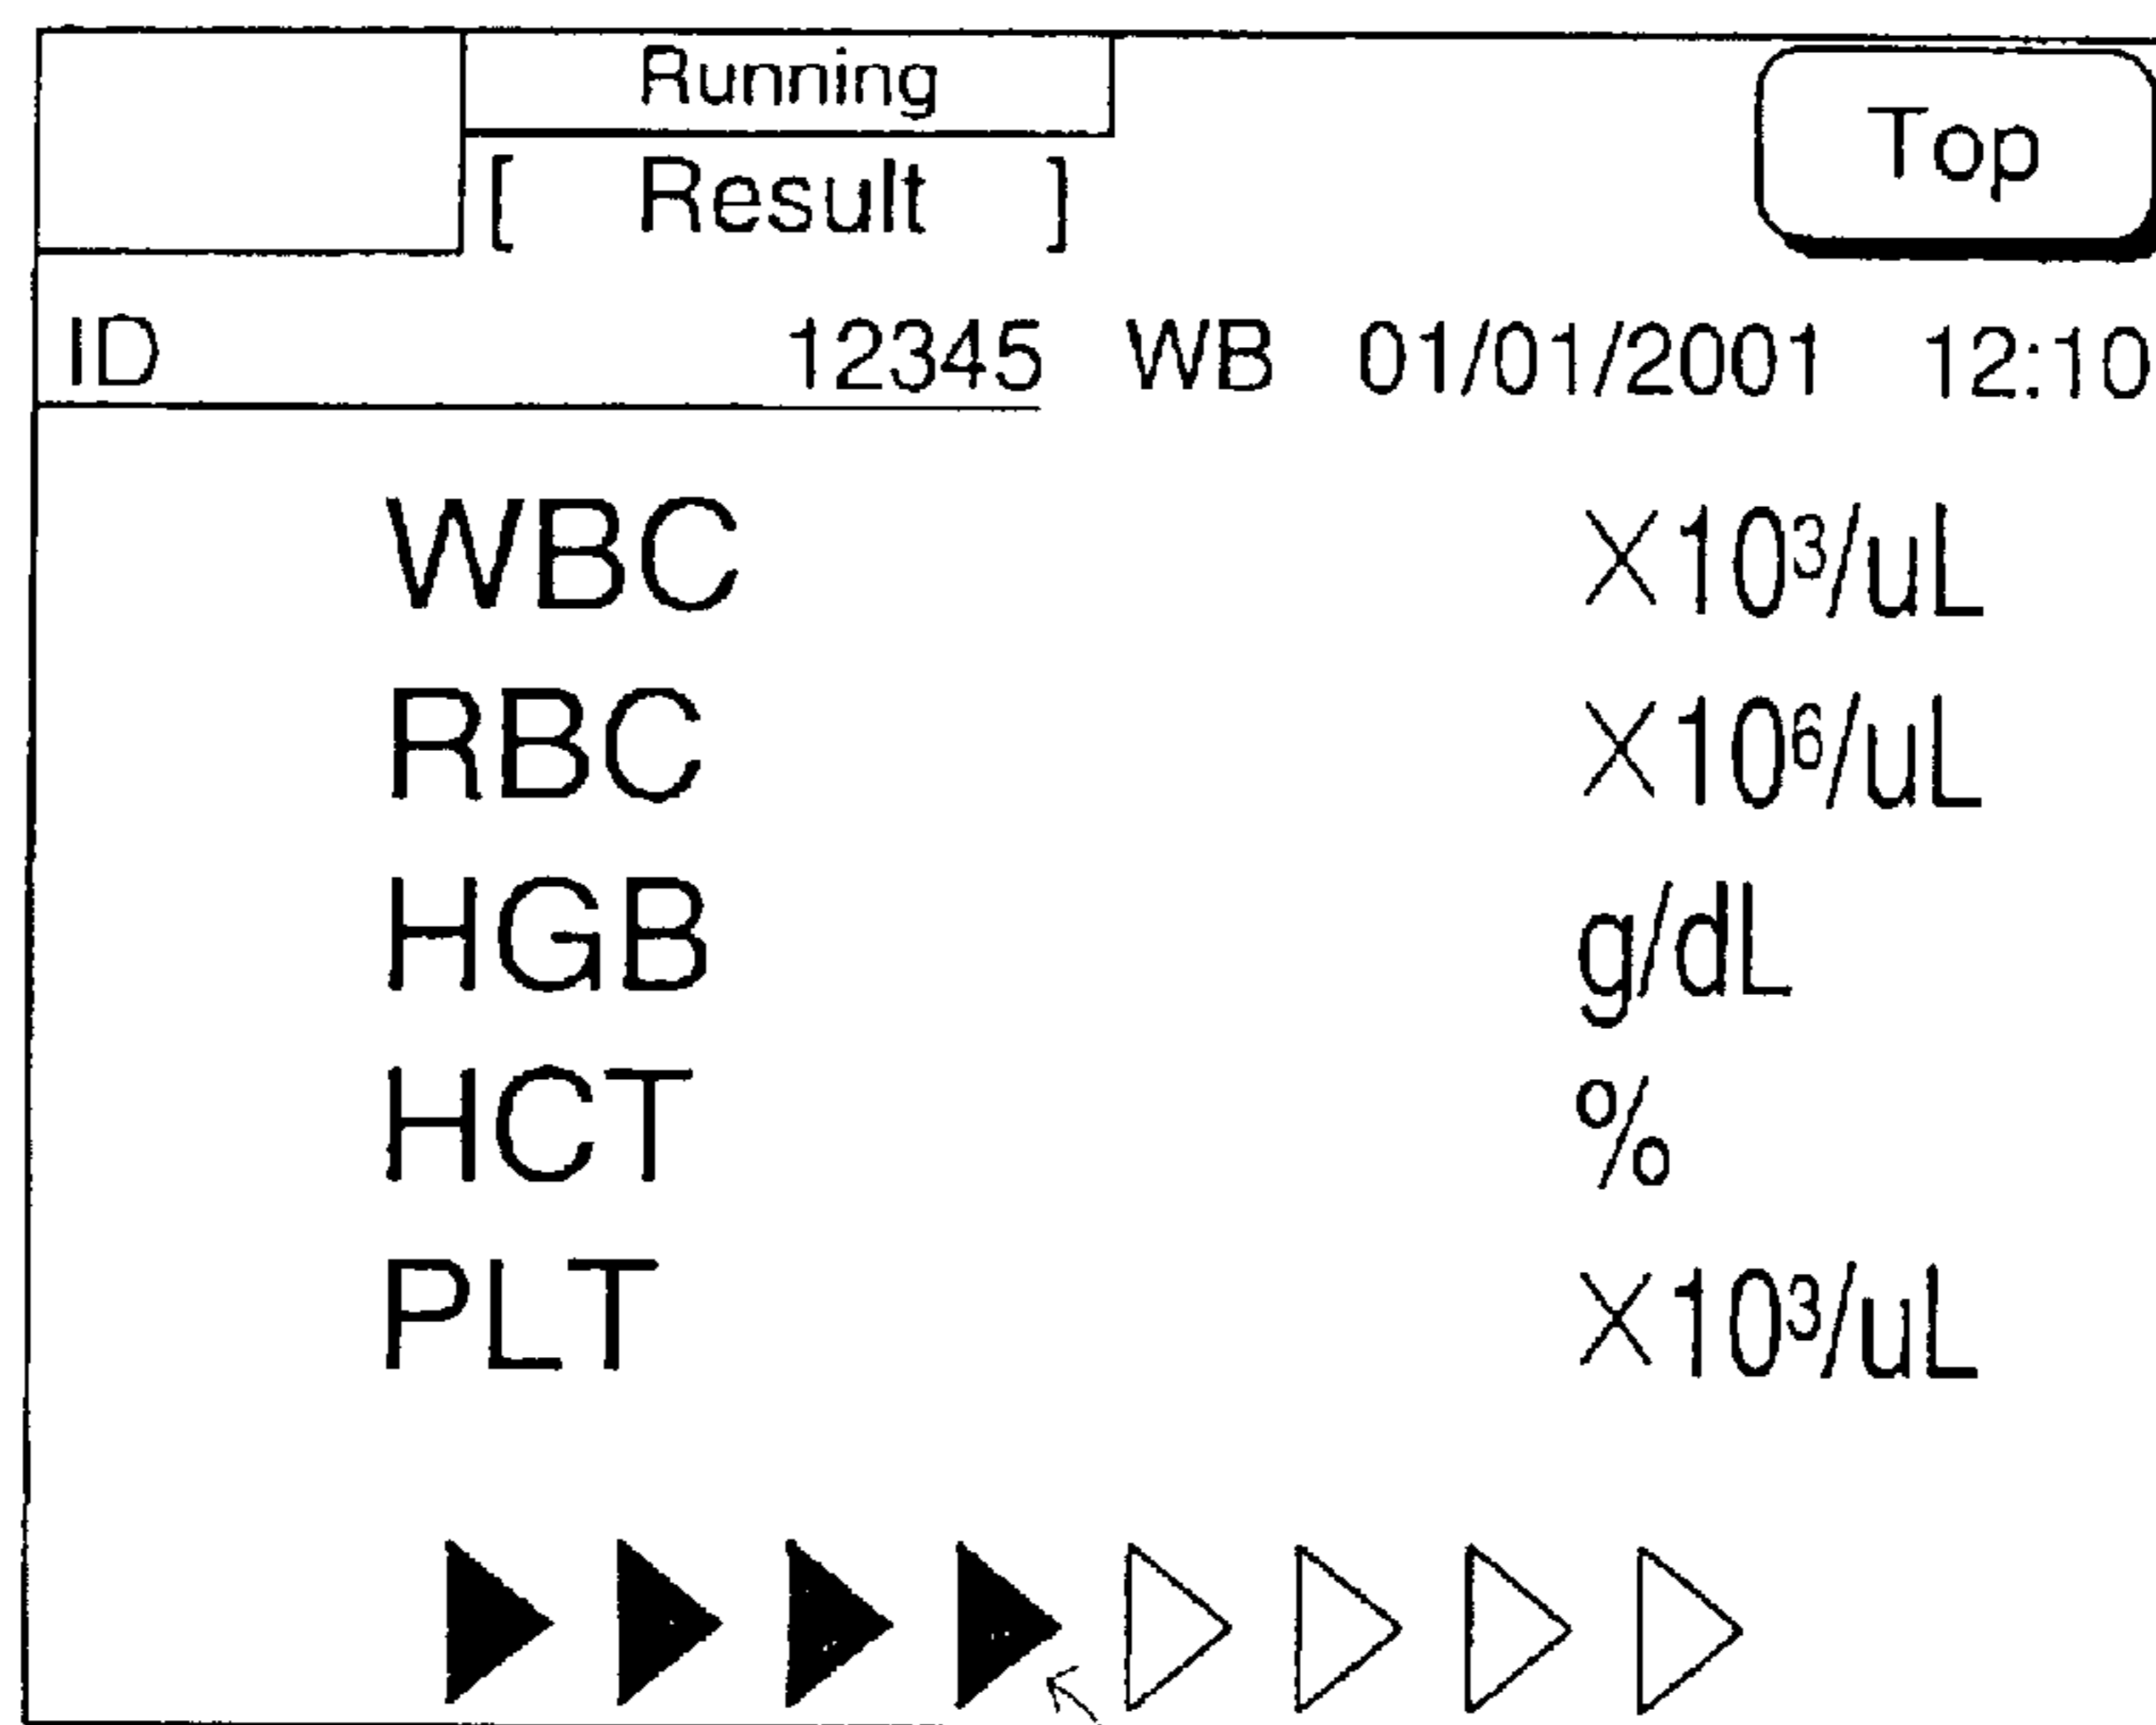 Running
[ Result ]
Top
ID 12345 WB 01/01/2001 12:10
WBC X10³/uL
RBC X10⁶/uL
HGB g/dL
HCT %
PLT X10³/uL